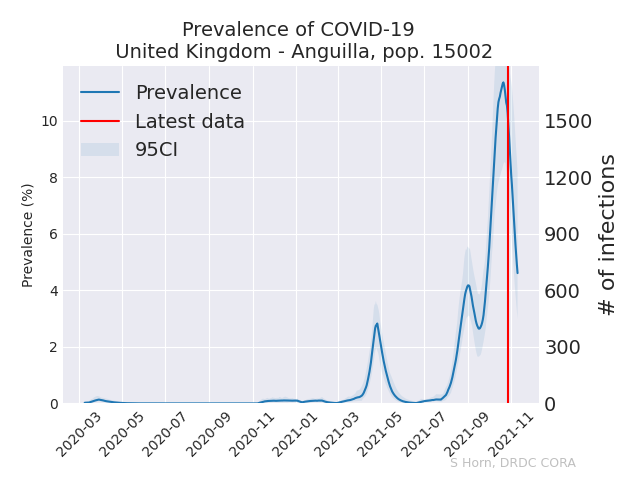 Prevalence of COVID-19
United Kingdom - Anguilla, pop. 15002
Prevalence
Latest data
95CI
Prevalence (%)
10
8
6
4
2
0
1500
1200
900
600
300
0
# of infections
2020-03
2020-05
2020-07
2020-09
2020-11
2021-01
2021-03
2021-05
2021-07
2021-09
2021-11
S Horn, DRDC CORA